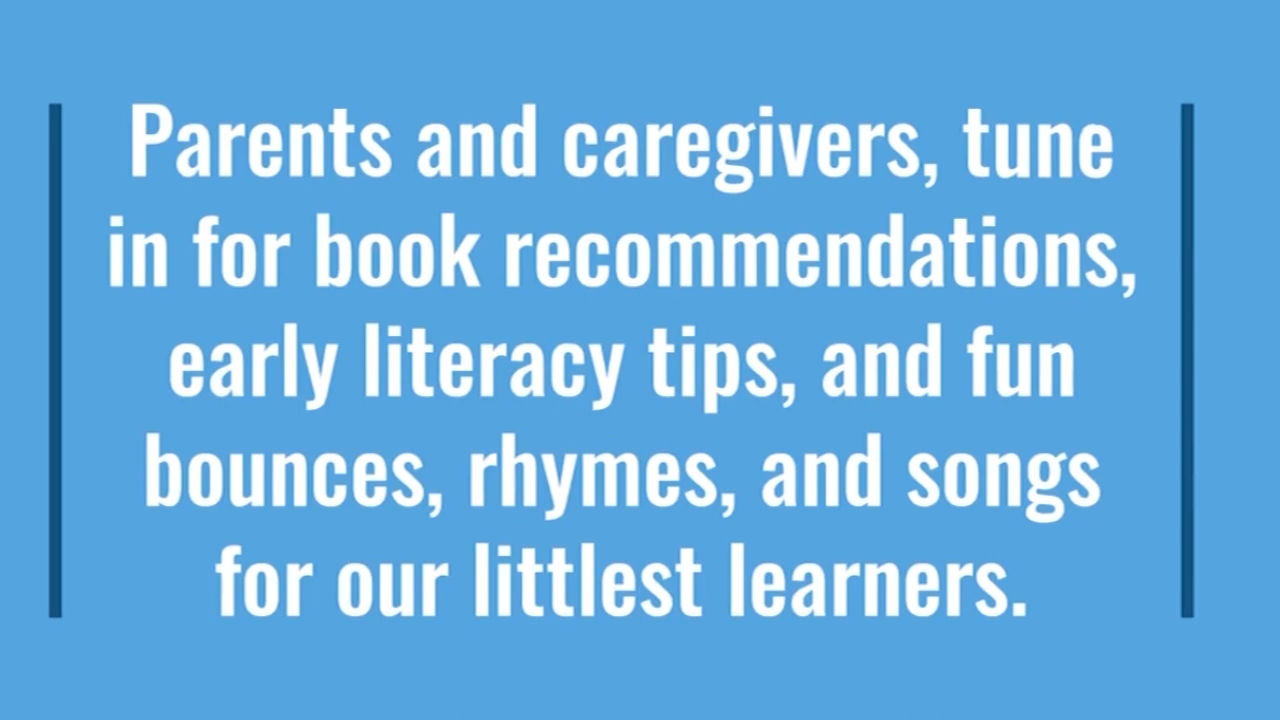 Parents and caregivers, tune
in for book recommendations,
early literacy tips, and fun
bounces, rhymes, and songs
for our littlest learners.